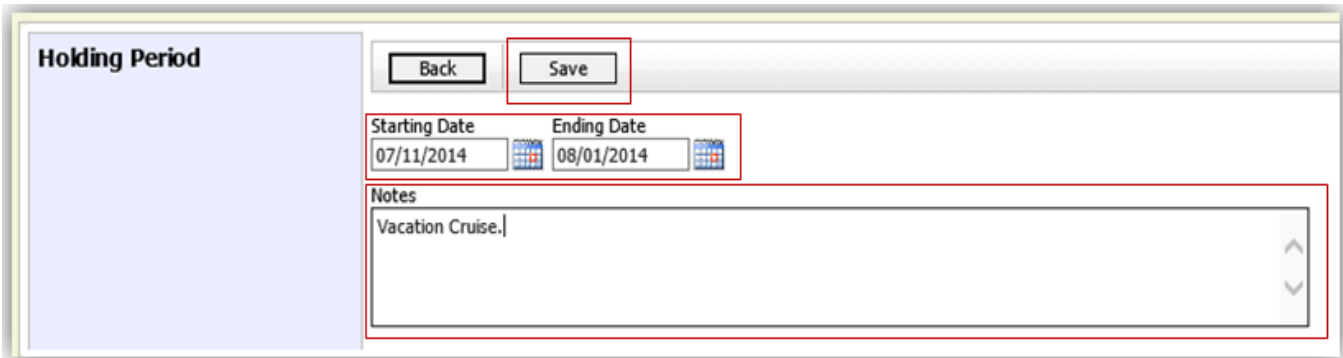 Holding Period
Back Save
Starting Date Ending Date
07/11/2014 08/01/2014
Notes
Vacation Cruise.